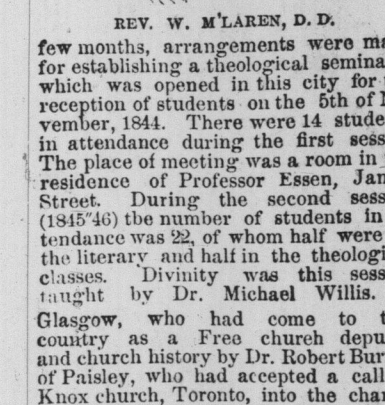 REV. W. M'LAREN, D. D.
few months, arrangements were ma
for establishing a theological semina
which was opened in this city for
reception of students on the 5th of N
vember, 1844. There were 14 stude
in attendance during the first sess
The place of meeting was a room in
residence of Professor Essen, Jam
Street. During the second sess
(1845"46) tbe number of students in
tendance was 22, of whom half were
the literary and half in the theologi
classes. Divinity was this sess
taught by Dr. Michael Willis.
Glasgow, who had come to t
country as a Free chureh depu
and church history by Dr. Robert Bur
of Paisley, who had accepted a call
Knox church, Toronto, into the cha